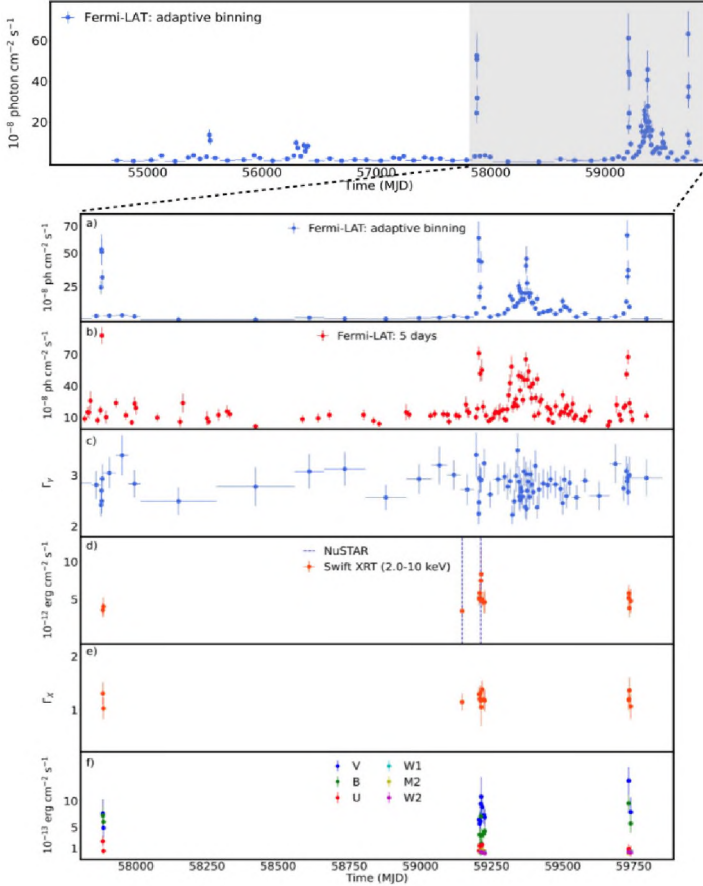 Fermi-LAT: adaptive binning
10⁻⁸ photon cm⁻² s⁻¹
60
40
20
55000 56000 57000 58000 59000
Time (MJD)
a)
Fermi-LAT: adaptive binning
10⁻⁸ ph cm⁻² s⁻¹
70
50
25
b)
Fermi-LAT: 5 days
10⁻⁸ ph cm⁻² s⁻¹
70
40
10
c)
Γγ
3
2
d)
NuSTAR
Swift XRT (2.0-10 keV)
10⁻¹² erg cm⁻² s⁻¹
10
5
e)
ΓX
2
1
f)
V W1
B M2
U W2
10⁻¹³ erg cm⁻² s⁻¹
10
5
1
58000 58250 58500 58750 59000 59250 59500 59750
Time (MJD)